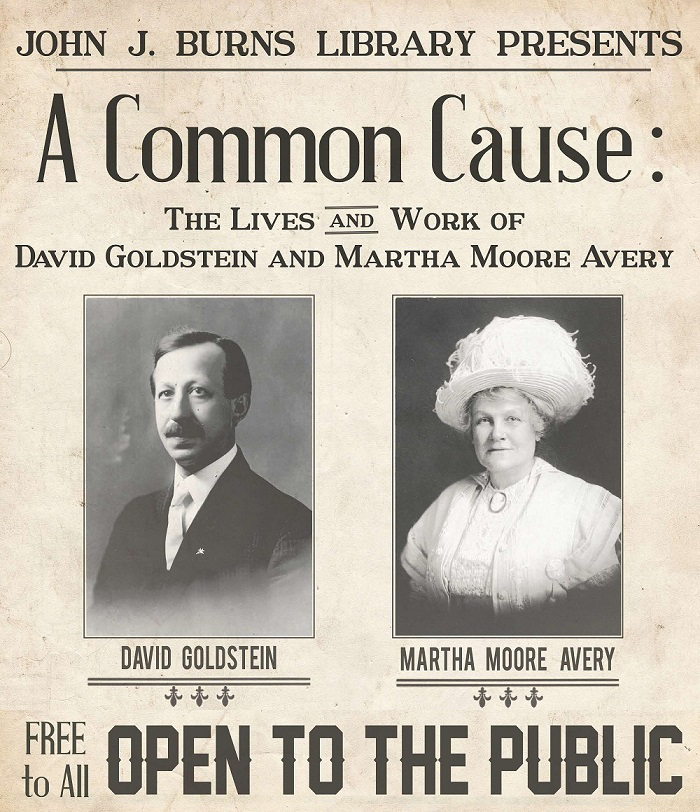 JOHN J. BURNS LIBRARY PRESENTS
A Common Cause:
THE LIVES AND WORK OF
DAVID GOLDSTEIN AND MARTHA MOORE AVERY
DAVID GOLDSTEIN
MARTHA MOORE AVERY
FREE to All
OPEN TO THE PUBLIC